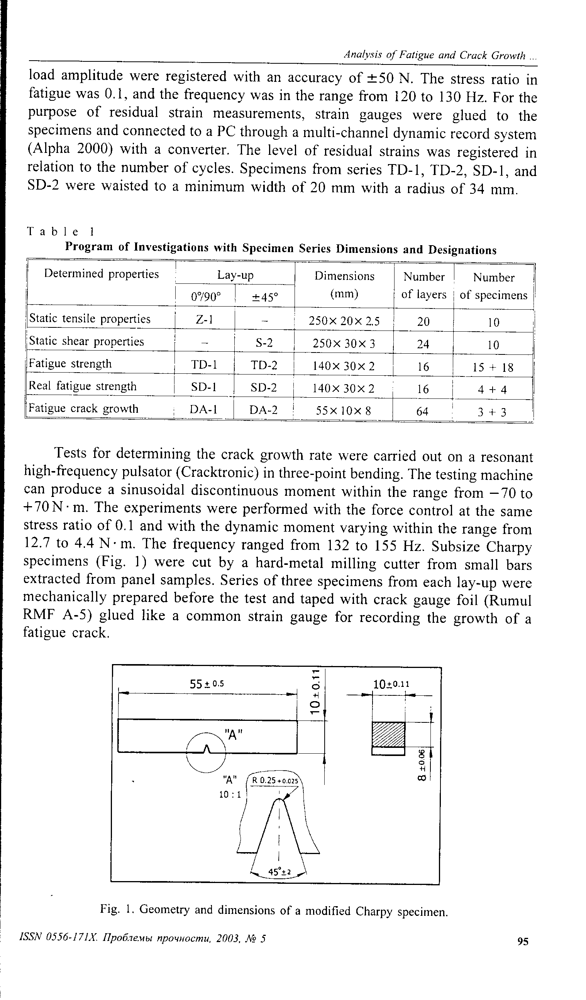 Analysis of Fatigue and Crack Growth ...
load amplitude were registered with an accuracy of ±50 N. The stress ratio in
fatigue was 0.1, and the frequency was in the range from 120 to 130 Hz. For the
purpose of residual strain measurements, strain gauges were glued to the
specimens and connected to a PC through a multi-channel dynamic record system
(Alpha 2000) with a converter. The level of residual strains was registered in
relation to the number of cycles. Specimens from series TD-1, TD-2, SD-1, and
SD-2 were waisted to a minimum width of 20 mm with a radius of 34 mm.
Table 1
Program of Investigations with Specimen Series Dimensions and Designations
Determined properties Lay-up Dimensions Number Number
0°/90° ±45° (mm) of layers of specimens
Static tensile properties Z-1 – 250× 20× 2.5 20 10
Static shear properties – S-2 250× 30× 3 24 10
Fatigue strength TD-1 TD-2 140× 30× 2 16 15 + 18
Real fatigue strength SD-1 SD-2 140× 30× 2 16 4 + 4
Fatigue crack growth DA-1 DA-2 55× 10× 8 64 3 + 3
Tests for determining the crack growth rate were carried out on a resonant
high-frequency pulsator (Cracktronic) in three-point bending. The testing machine
can produce a sinusoidal discontinuous moment within the range from −70 to
+70 N· m. The experiments were performed with the force control at the same
stress ratio of 0.1 and with the dynamic moment varying within the range from
12.7 to 4.4 N· m. The frequency ranged from 132 to 155 Hz. Subsize Charpy
specimens (Fig. 1) were cut by a hard-metal milling cutter from small bars
extracted from panel samples. Series of three specimens from each lay-up were
mechanically prepared before the test and taped with crack gauge foil (Rumul
RMF A-5) glued like a common strain gauge for recording the growth of a
fatigue crack.
55±0.5
10±0.11
10±0.11
"A"
8±0.06
"A"
R 0.25+0.025
10 : 1
45°±2
Fig. 1. Geometry and dimensions of a modified Charpy specimen.
ISSN 0556-171X. Проблемы прочности, 2003, № 5 95